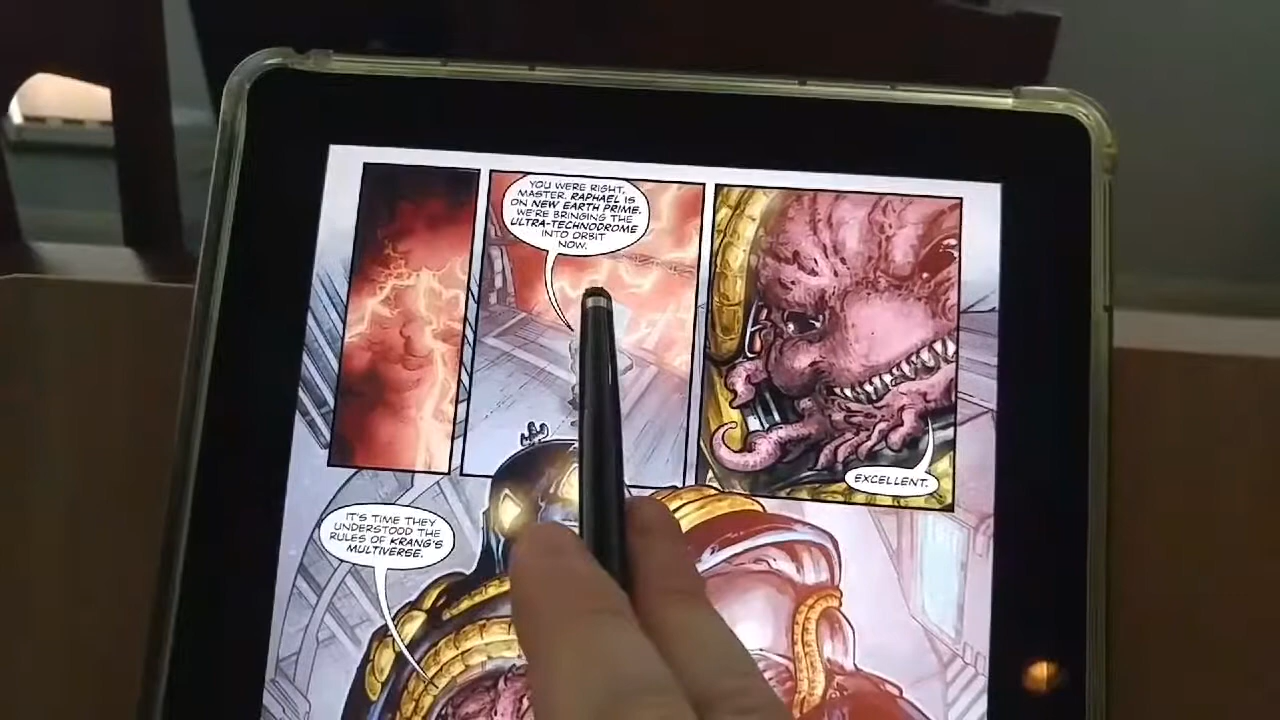 YOU WERE RIGHT,
MASTER. RAPHAEL IS
ON NEW EARTH PRIME.
WE'RE BRINGING THE
ULTRA-TECHNODROME
INTO ORBIT
NOW.
EXCELLENT.
IT'S TIME THEY
UNDERSTOOD THE
RULES OF KRANG'S
MULTIVERSE.